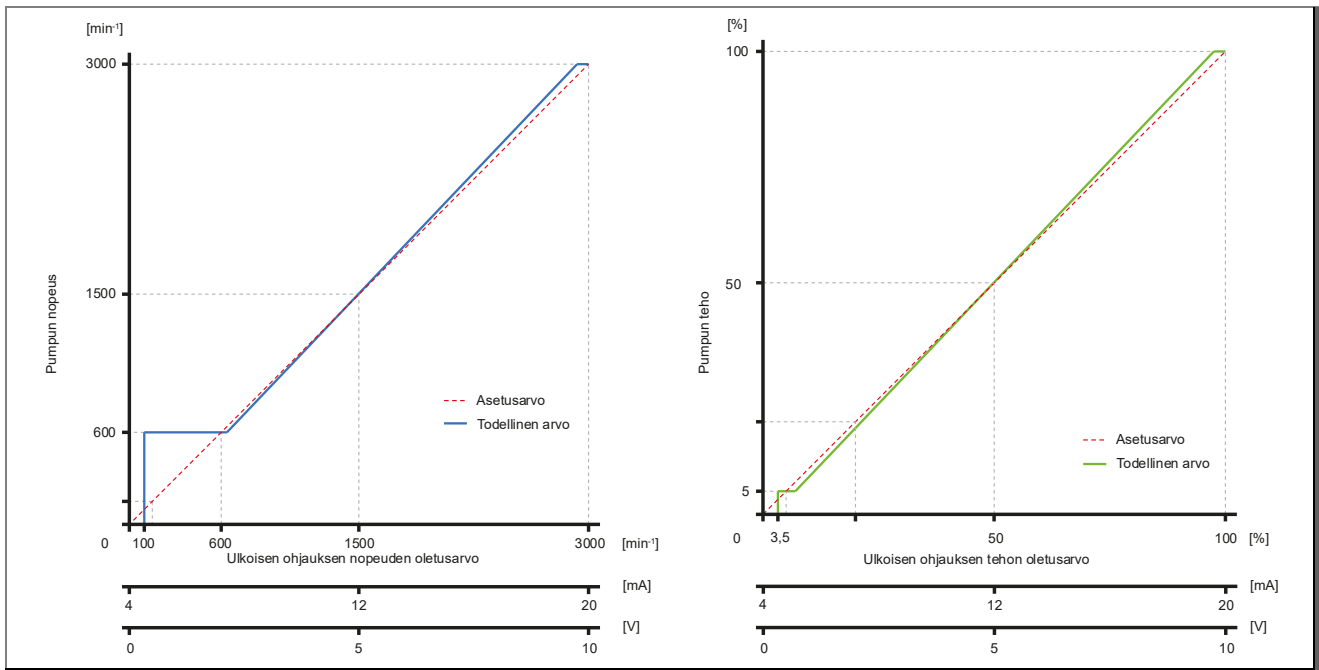 [min-1]
3000
1500
600
Pumpun nopeus
Asetusarvo
Todellinen arvo
0 100 600 1500 3000 [min-1]
Ulkoisen ohjauksen nopeuden oletusarvo
[mA]
4 12 20
[V]
0 5 10
[%]
100
50
5
Pumpun teho
Asetusarvo
Todellinen arvo
0 3,5 50 100 [%]
Ulkoisen ohjauksen tehon oletusarvo
[mA]
4 12 20
[V]
0 5 10